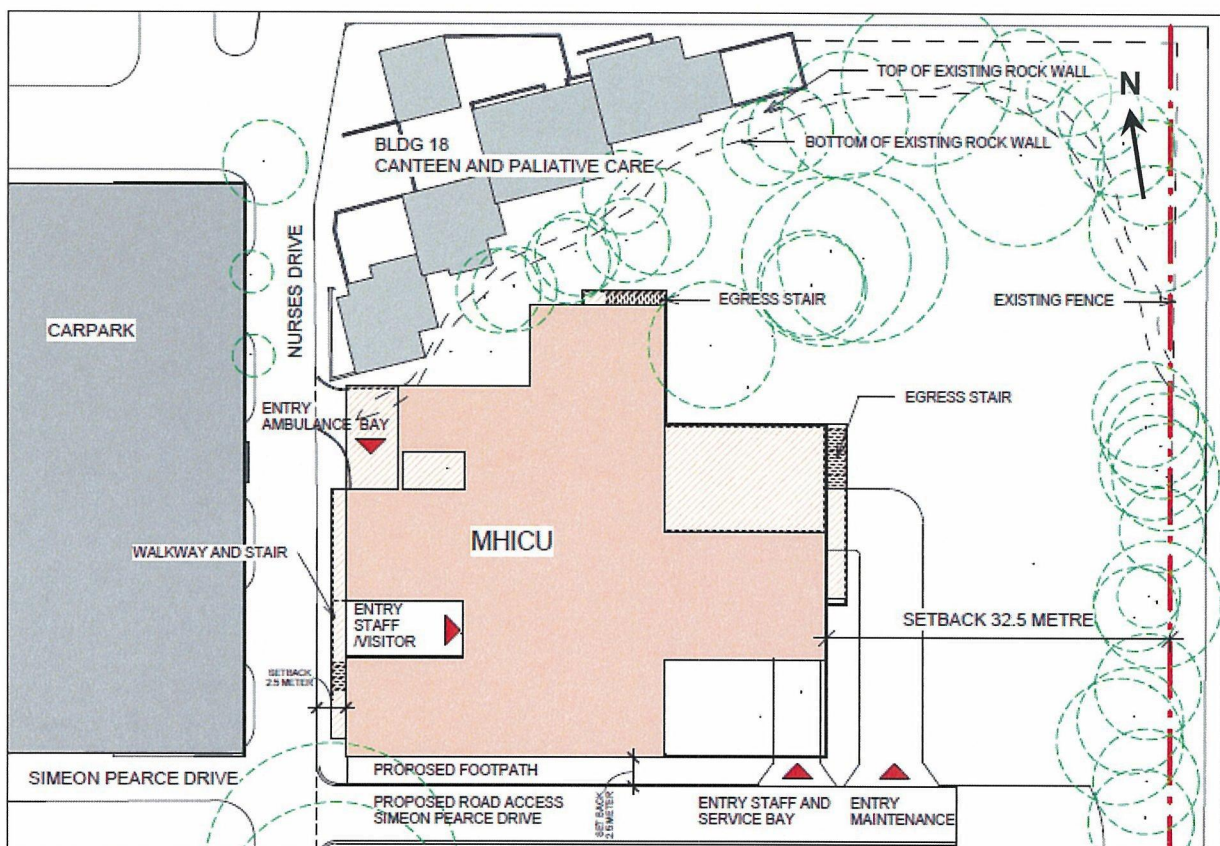 TOP OF EXISTING ROCK WALL
N
BLDG 18
CANTEEN AND PALIATIVE CARE
BOTTOM OF EXISTING ROCK WALL
NURSES DRIVE
EGRESS STAIR
EXISTING FENCE
CARPARK
EGRESS STAIR
ENTRY
AMBULANCE BAY
MHICU
WALKWAY AND STAIR
ENTRY
STAFF
/VISITOR
SETBACK 32.5 METRE
SETBACK
2.5 METER
SIMEON PEARCE DRIVE
PROPOSED FOOTPATH
PROPOSED ROAD ACCESS
SIMEON PEARCE DRIVE
SET BACK
2.5 METER
ENTRY STAFF AND
SERVICE BAY
ENTRY
MAINTENANCE